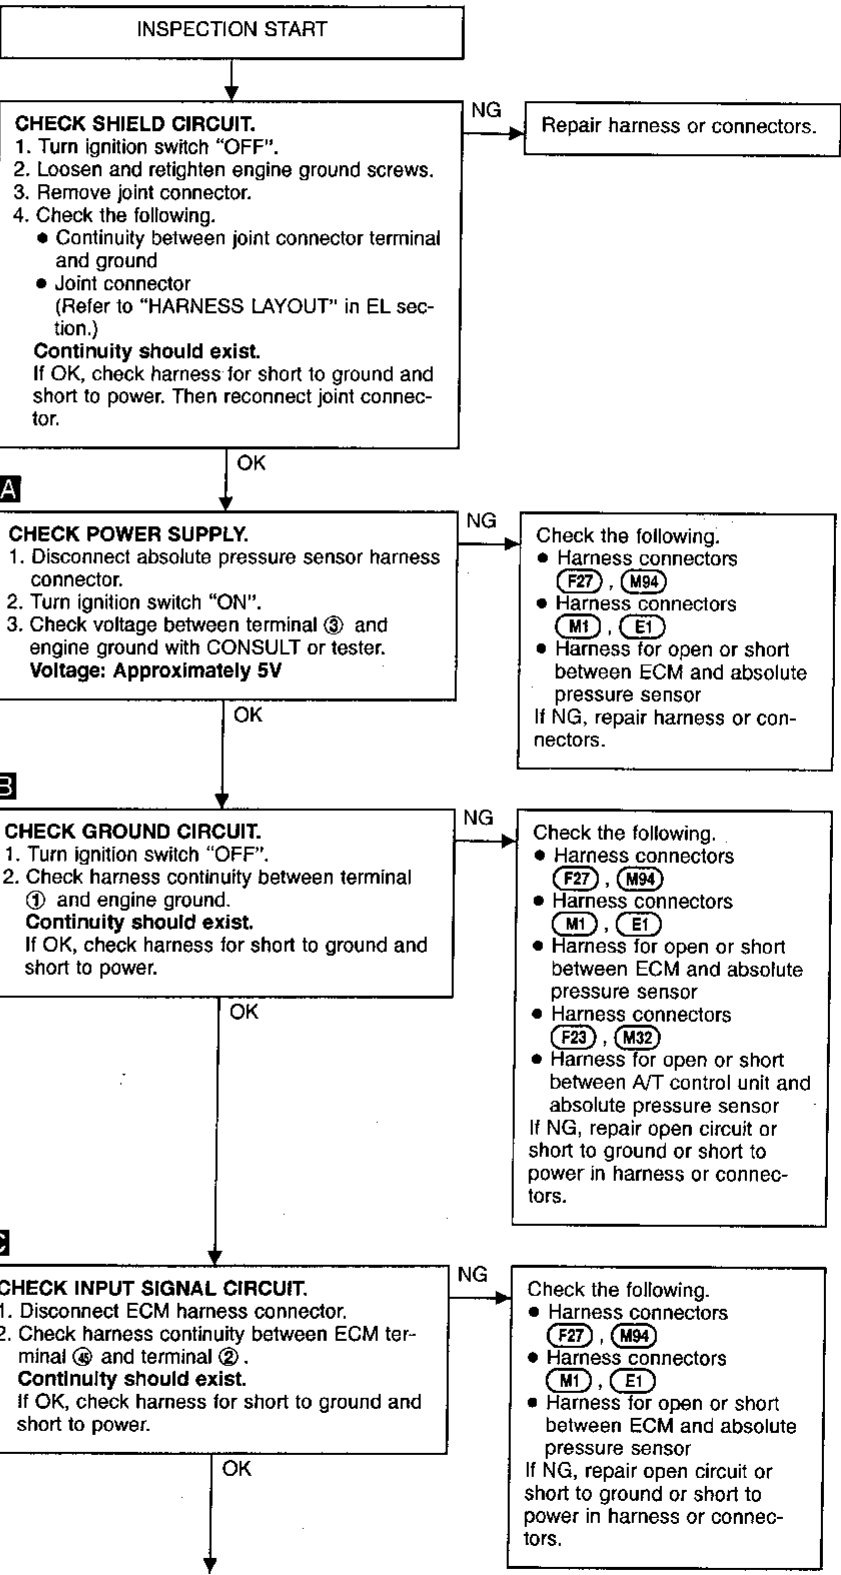 INSPECTION START
CHECK SHIELD CIRCUIT.
1. Turn ignition switch “OFF”.
2. Loosen and retighten engine ground screws.
3. Remove joint connector.
4. Check the following.
● Continuity between joint connector terminal
and ground
● Joint connector
(Refer to “HARNESS LAYOUT” in EL sec-
tion.)
Continuity should exist.
If OK, check harness for short to ground and
short to power. Then reconnect joint connec-
tor.
NG
Repair harness or connectors.
OK
A
CHECK POWER SUPPLY.
1. Disconnect absolute pressure sensor harness
connector.
2. Turn ignition switch “ON”.
3. Check voltage between terminal ③ and
engine ground with CONSULT or tester.
Voltage: Approximately 5V
NG
Check the following.
● Harness connectors
F27 , M94
● Harness connectors
M1 , E1
● Harness for open or short
between ECM and absolute
pressure sensor
If NG, repair harness or con-
nectors.
OK
B
CHECK GROUND CIRCUIT.
1. Turn ignition switch “OFF”.
2. Check harness continuity between terminal
① and engine ground.
Continuity should exist.
If OK, check harness for short to ground and
short to power.
NG
Check the following.
● Harness connectors
F27 , M94
● Harness connectors
M1 , E1
● Harness for open or short
between ECM and absolute
pressure sensor
● Harness connectors
F23 , M32
● Harness for open or short
between A/T control unit and
absolute pressure sensor
If NG, repair open circuit or
short to ground or short to
power in harness or connec-
tors.
OK
C
CHECK INPUT SIGNAL CIRCUIT.
1. Disconnect ECM harness connector.
2. Check harness continuity between ECM ter-
minal and terminal ② .
Continuity should exist.
If OK, check harness for short to ground and
short to power.
NG
Check the following.
● Harness connectors
F27 , M94
● Harness connectors
M1 , E1
● Harness for open or short
between ECM and absolute
pressure sensor
If NG, repair open circuit or
short to ground or short to
power in harness or connec-
tors.
OK